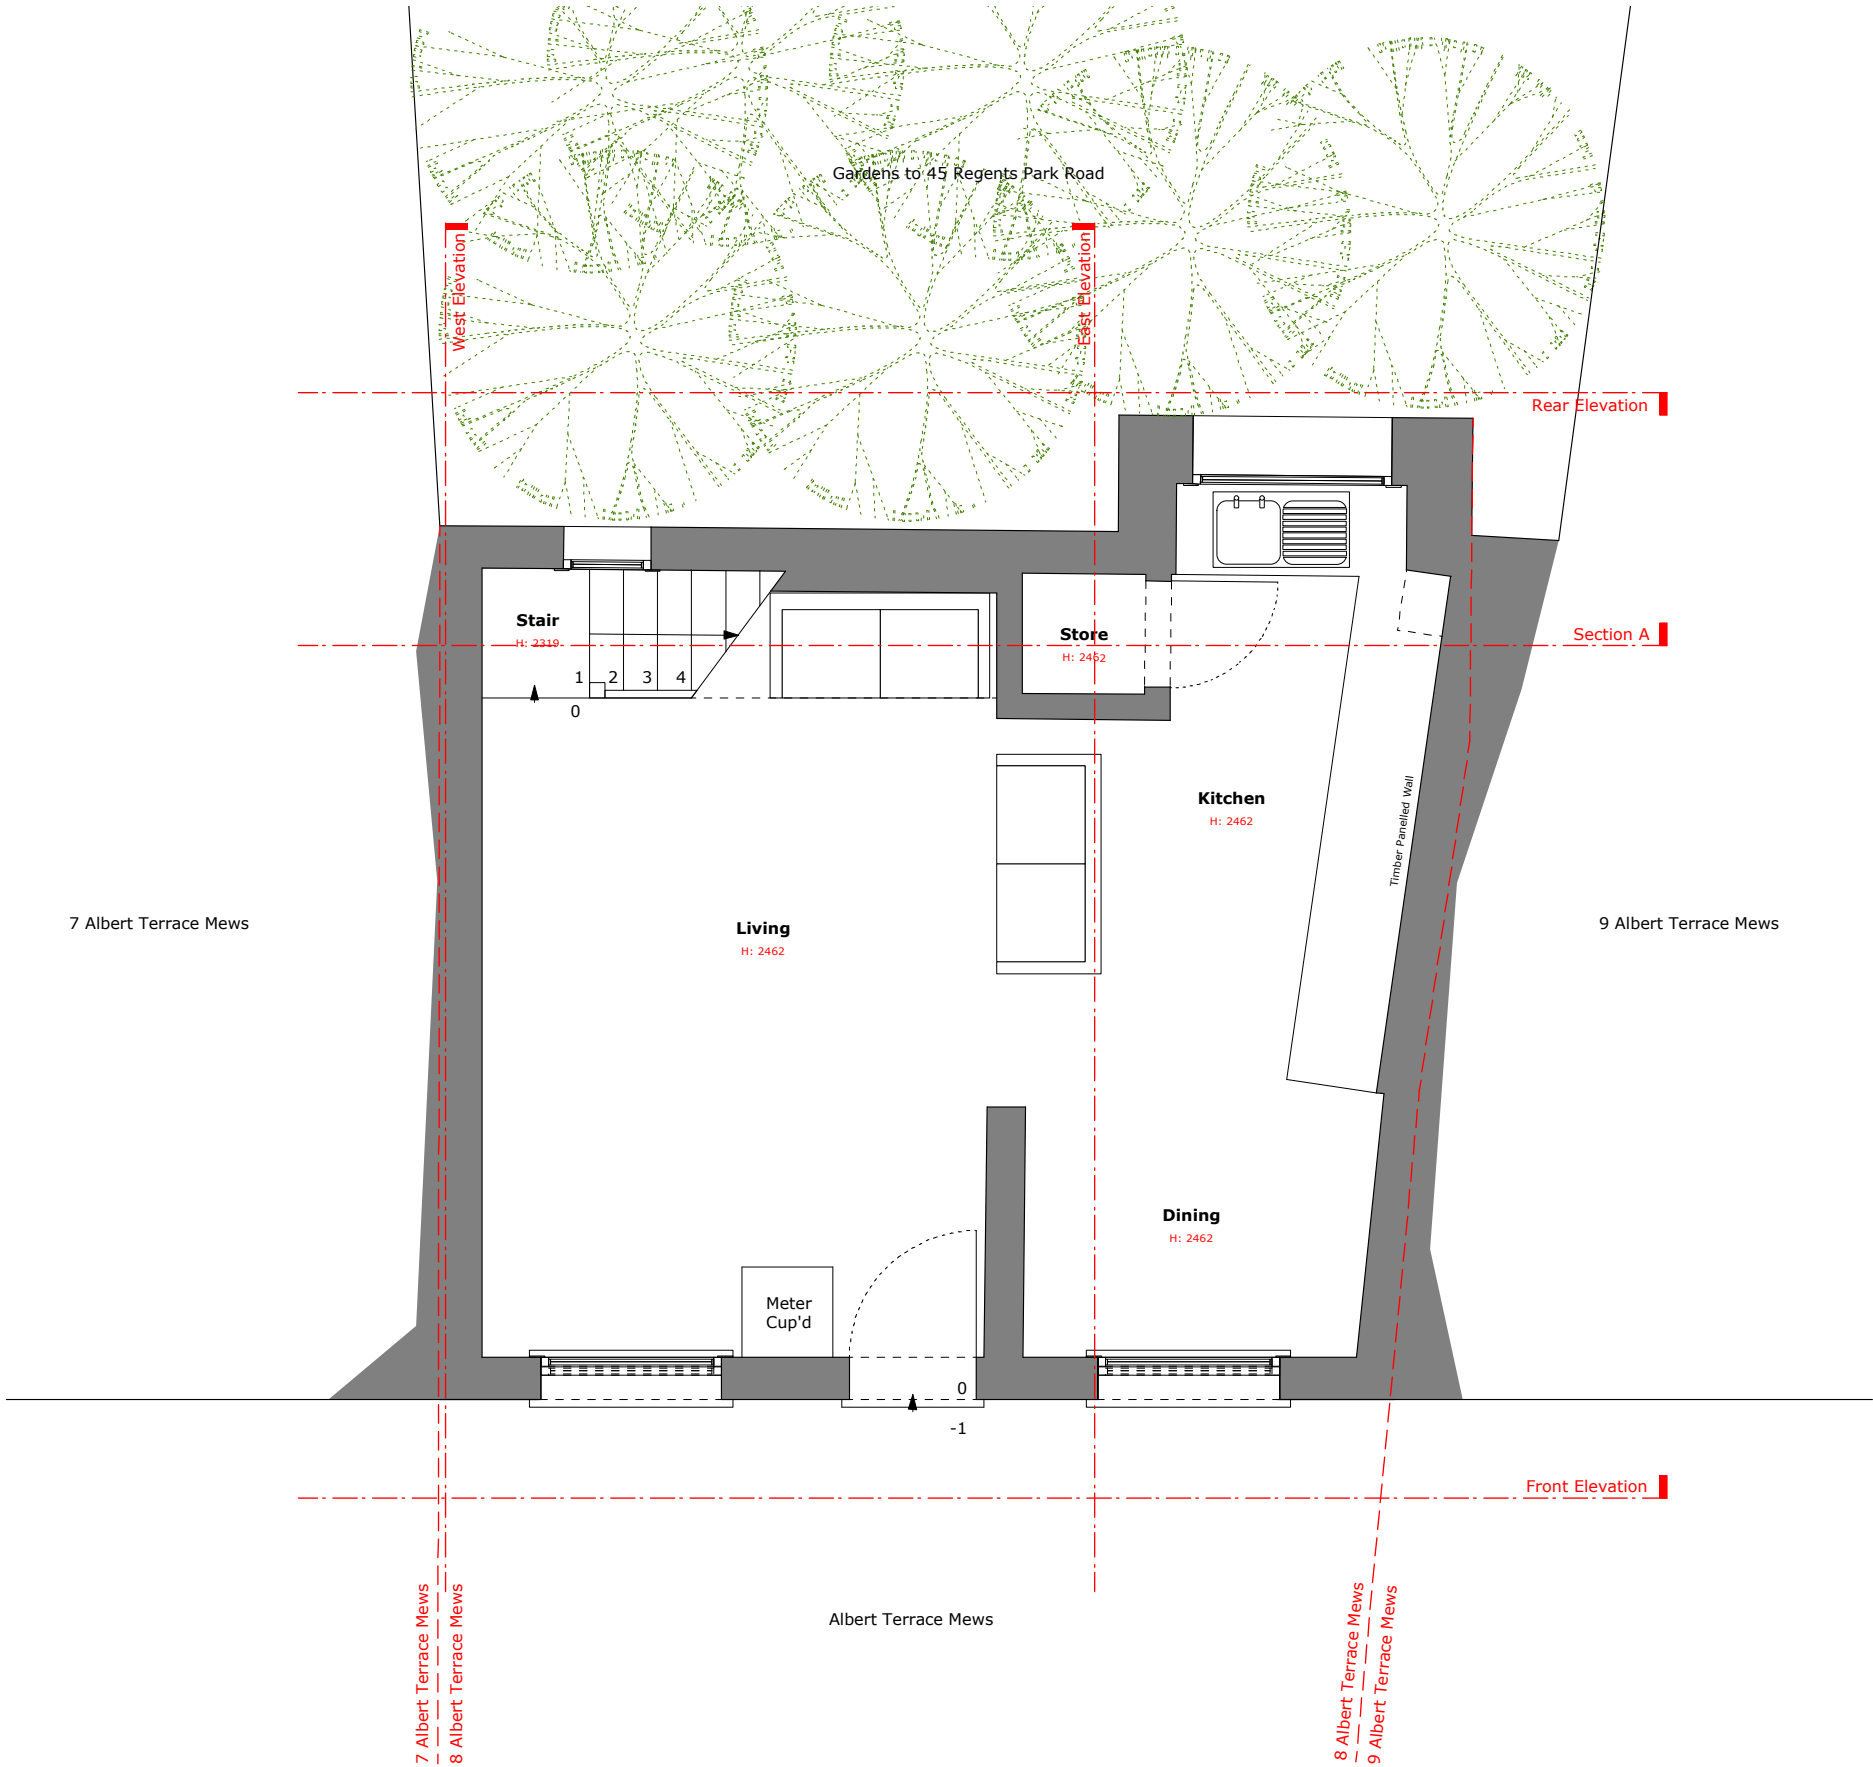 Gardens to 45 Regents Park Road
West Elevation
East Elevation
Rear Elevation
Stair
H: 2319
Store
H: 2462
Section A
1 2 3 4
0
Kitchen
H: 2462
Timber Panelled Wall
7 Albert Terrace Mews
Living
H: 2462
9 Albert Terrace Mews
Dining
H: 2462
Meter
Cup'd
0
-1
Front Elevation
Albert Terrace Mews
7 Albert Terrace Mews
8 Albert Terrace Mews
8 Albert Terrace Mews
9 Albert Terrace Mews